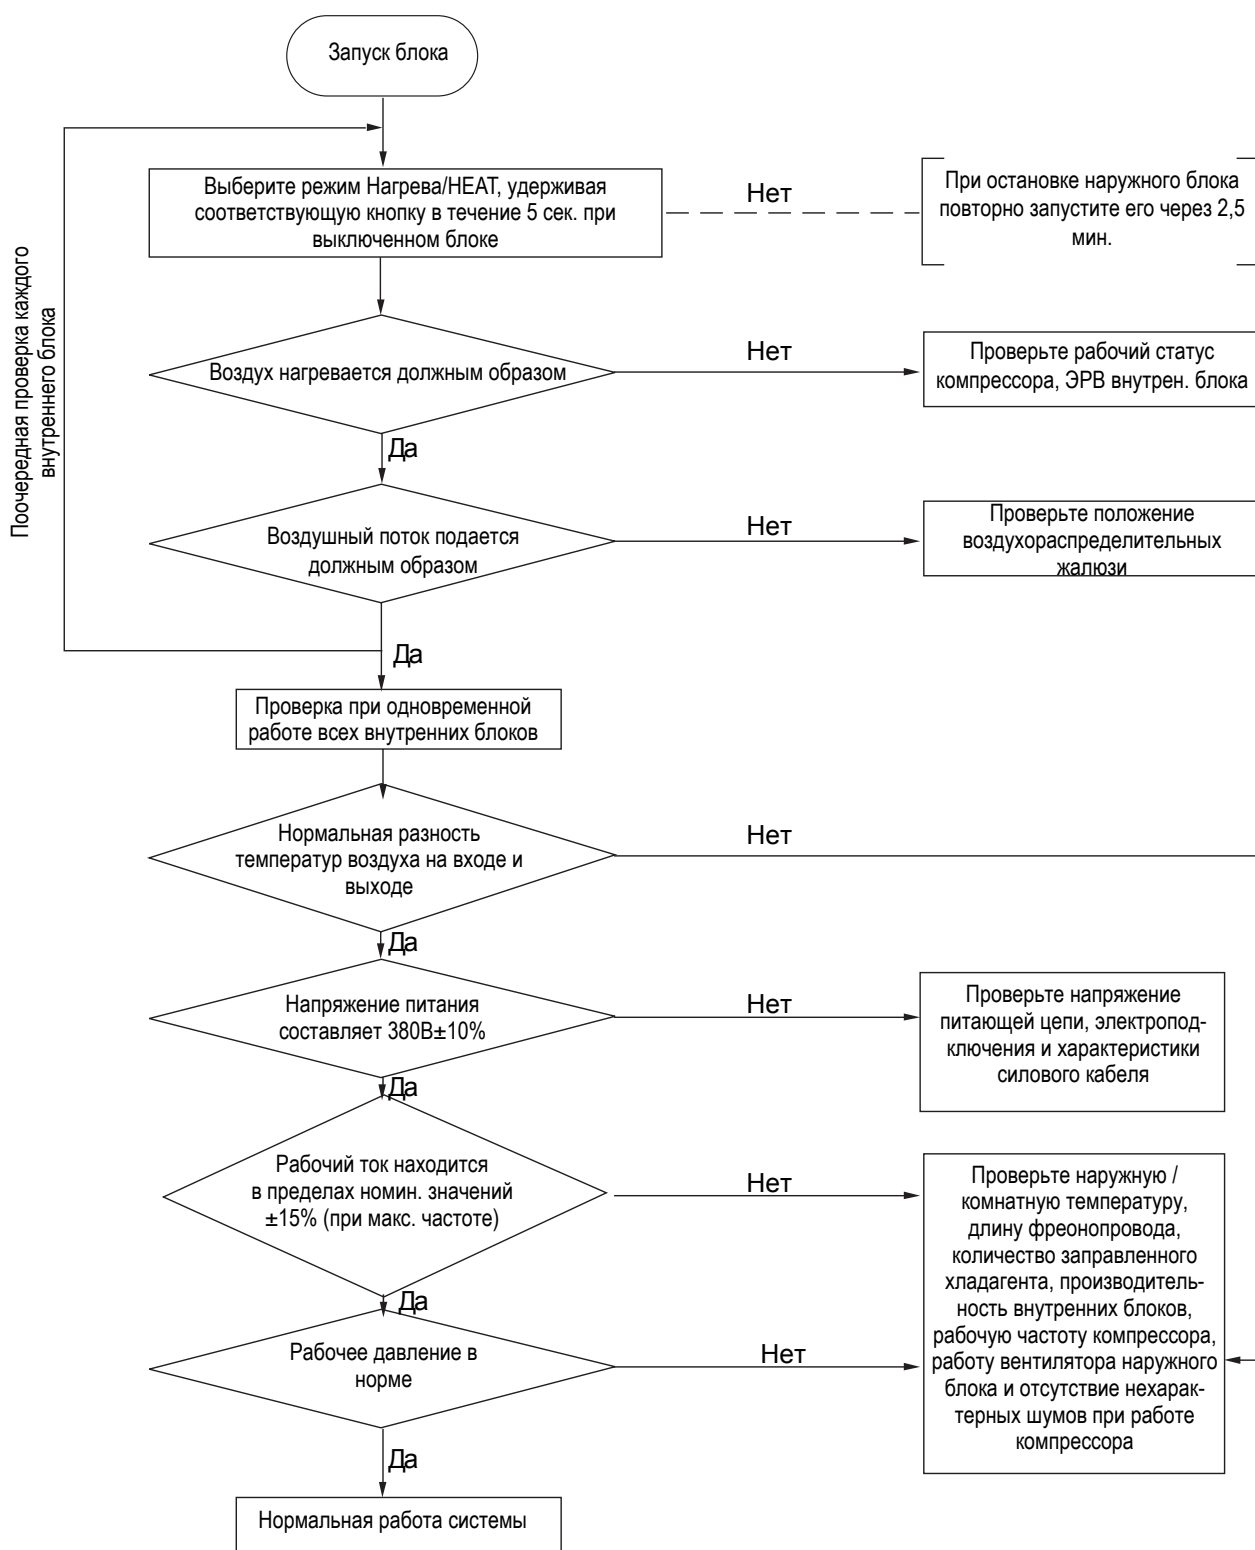 Запуск блока
Поочередная проверка каждого
внутреннего блока
Выберите режим Нагрева/HEAT, удерживая
соответствующую кнопку в течение 5 сек. при
выключенном блоке
Нет
При остановке наружного блока
повторно запустите его через 2,5
мин.
Воздух нагревается должным образом
Нет
Проверьте рабочий статус
компрессора, ЭРВ внутрен. блока
Да
Воздушный поток подается
должным образом
Нет
Проверьте положение
воздухораспределительных
жалюзи
Да
Проверка при одновременной
работе всех внутренних блоков
Нормальная разность
температур воздуха на входе и
выходе
Нет
Да
Напряжение питания
составляет 380В±10%
Нет
Проверьте напряжение
питающей цепи, электропод-
ключения и характеристики
силового кабеля
Да
Рабочий ток находится
в пределах номин. значений
±15% (при макс. частоте)
Нет
Проверьте наружную /
комнатную температуру,
длину фреонопровода,
количество заправленного
хладагента, производитель-
ность внутренних блоков,
рабочую частоту компрессора,
работу вентилятора наружного
блока и отсутствие нехарак-
терных шумов при работе
компрессора
Да
Рабочее давление в
норме
Нет
Да
Нормальная работа системы